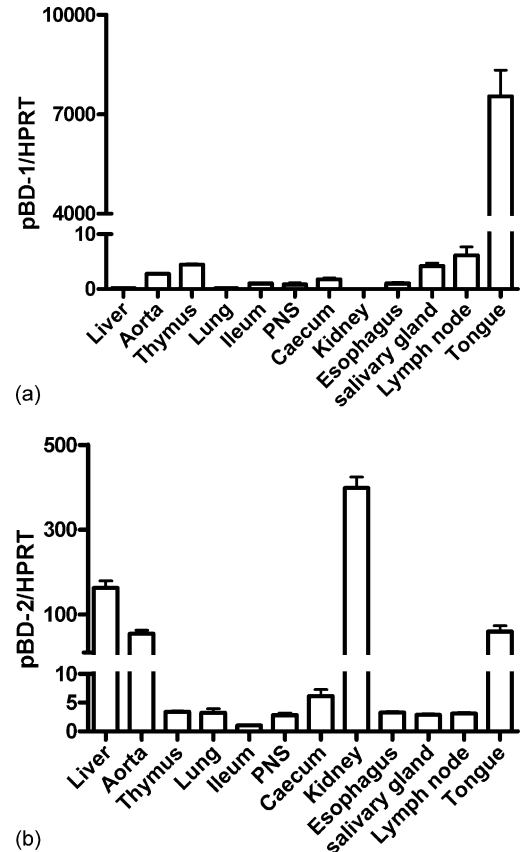 10000
7000
4000
10
0
pBD-1/HPRT
Liver
Aorta
Thymus
Lung
Ileum
PNS
Caecum
Kidney
Esophagus
salivary gland
Lymph node
Tongue
(a)
500
300
100
10
5
0
pBD-2/HPRT
Liver
Aorta
Thymus
Lung
Ileum
PNS
Caecum
Kidney
Esophagus
salivary gland
Lymph node
Tongue
(b)